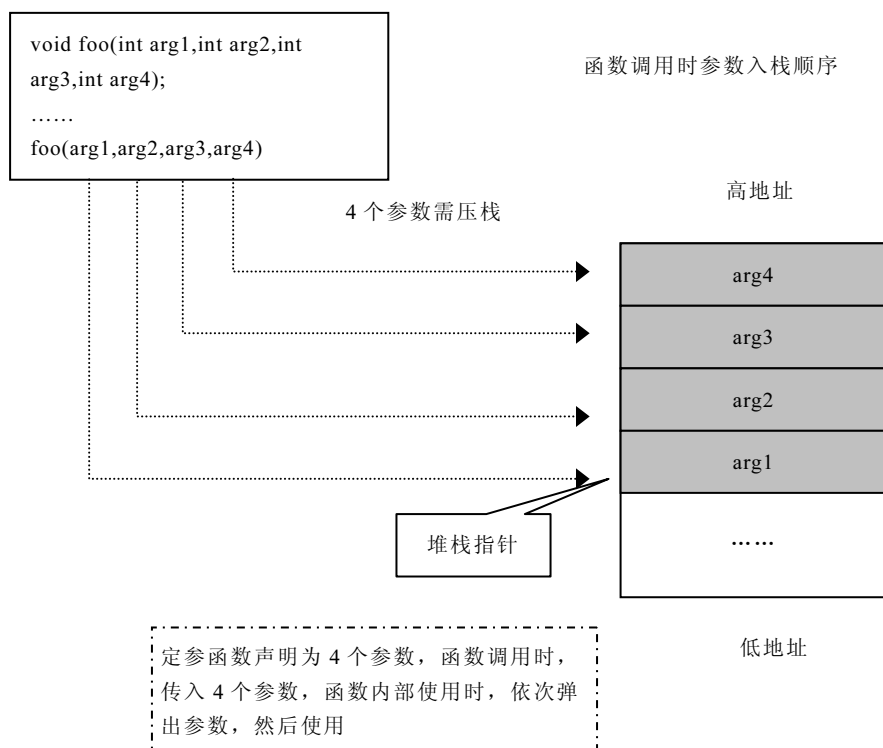 void foo(int arg1,int arg2,int
arg3,int arg4);
……
foo(arg1,arg2,arg3,arg4)
函数调用时参数入栈顺序
4 个参数需压栈
高地址
arg4
arg3
arg2
arg1
……
堆栈指针
低地址
定参函数声明为 4 个参数，函数调用时，
传入 4 个参数，函数内部使用时，依次弹
出参数，然后使用